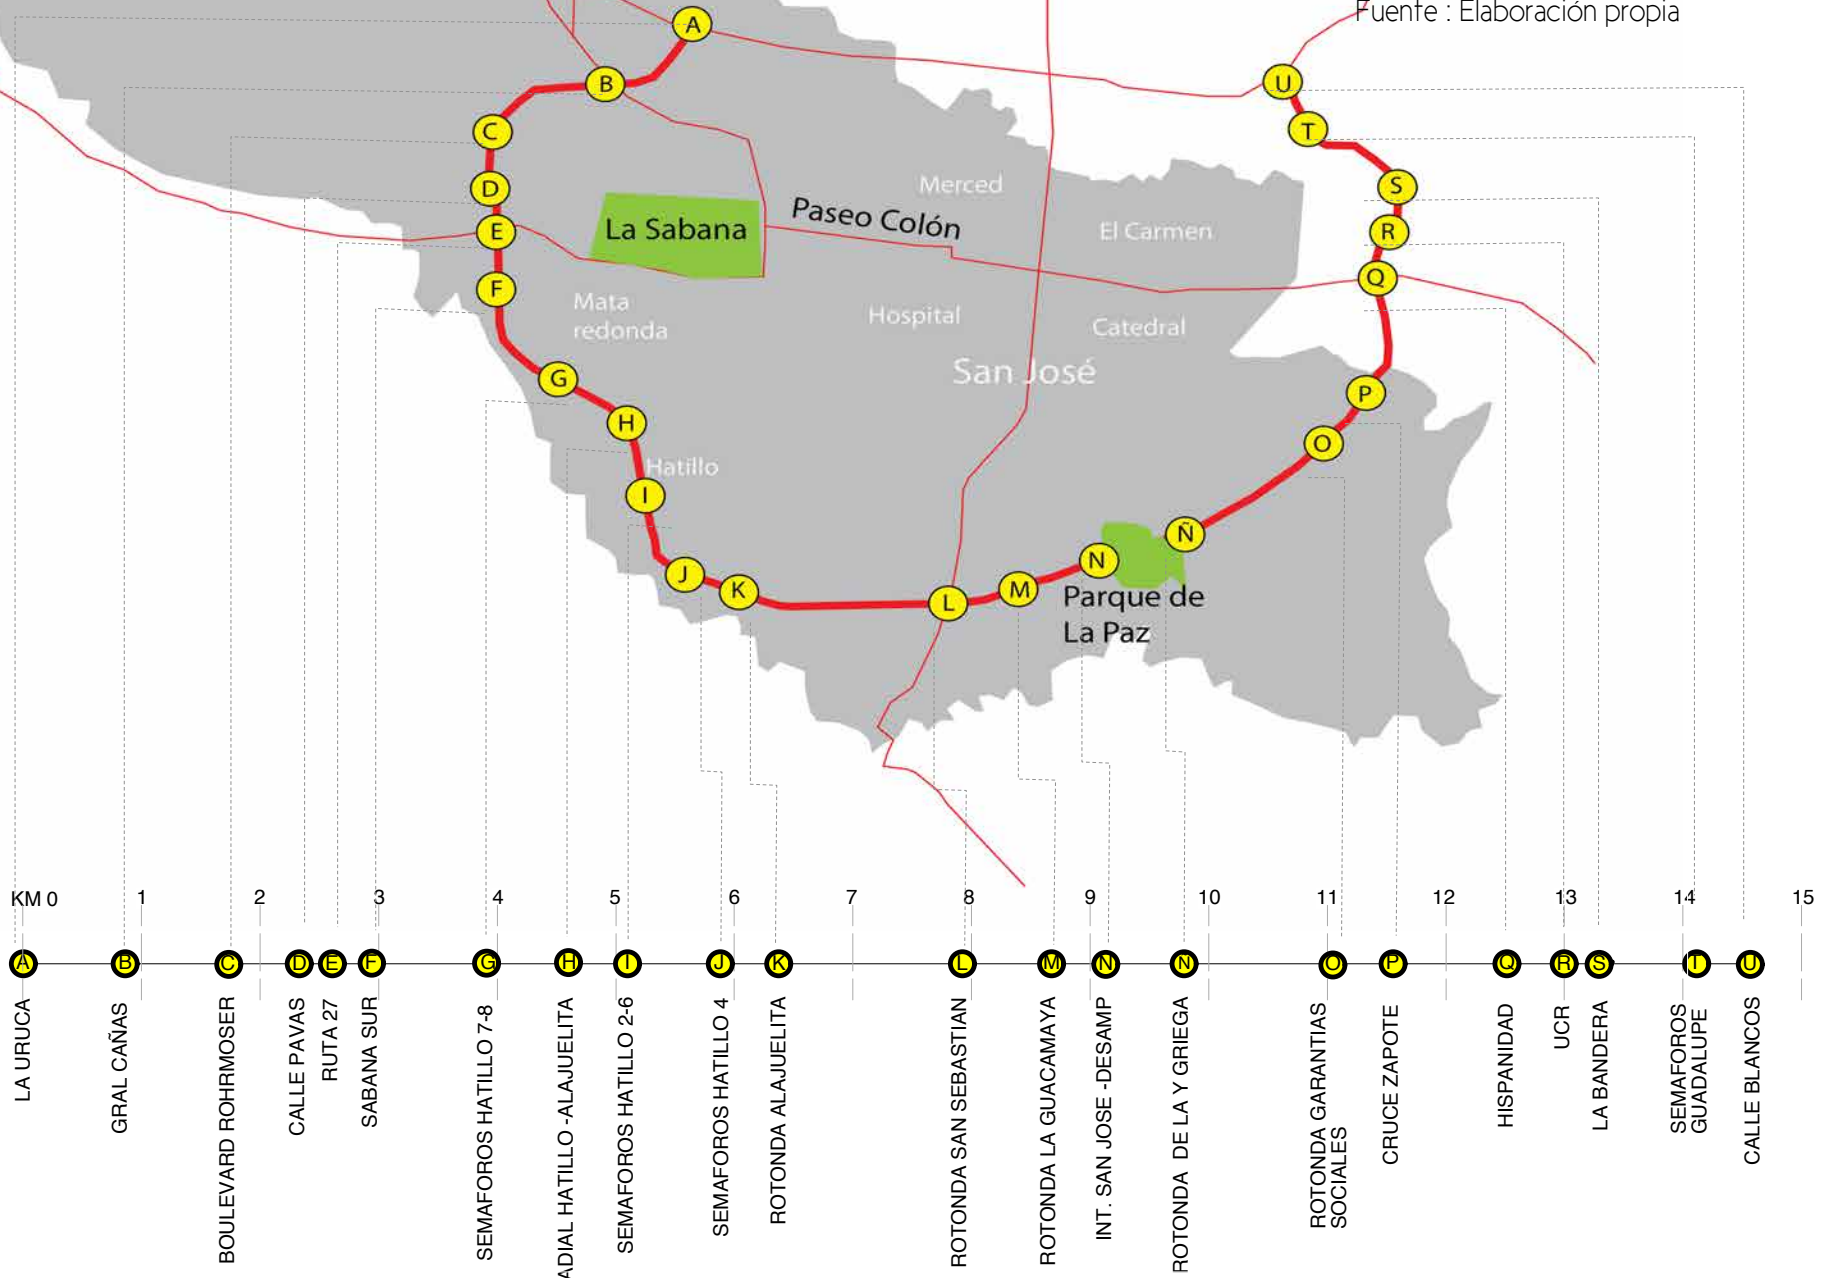 Fuente : Elaboración propia
A
B
C
D
E
F
G
H
I
J
K
L
M
N
Ñ
O
P
Q
R
S
T
U
La Sabana
Paseo Colón
Merced
El Carmen
Mata
redonda
Hospital
Catedral
San José
Hatillo
Parque de
La Paz
KM 0 1 2 3 4 5 6 7 8 9 10 11 12 13 14 15
A B C D E F G H I J K L M N N O P Q R S T U
LA URUCA
GRAL CAÑAS
BOULEVARD ROHRMOSER
CALLE PAVAS
RUTA 27
SABANA SUR
SEMAFOROS HATILLO 7-8
ADIAL HATILLO -ALAJUELITA
SEMAFOROS HATILLO 2-6
SEMAFOROS HATILLO 4
ROTONDA ALAJUELITA
ROTONDA SAN SEBASTIAN
ROTONDA LA GUACAMAYA
INT. SAN JOSE -DESAMP
ROTONDA DE LA Y GRIEGA
ROTONDA GARANTIAS
SOCIALES
CRUCE ZAPOTE
HISPANIDAD
UCR
LA BANDERA
SEMAFOROS
GUADALUPE
CALLE BLANCOS